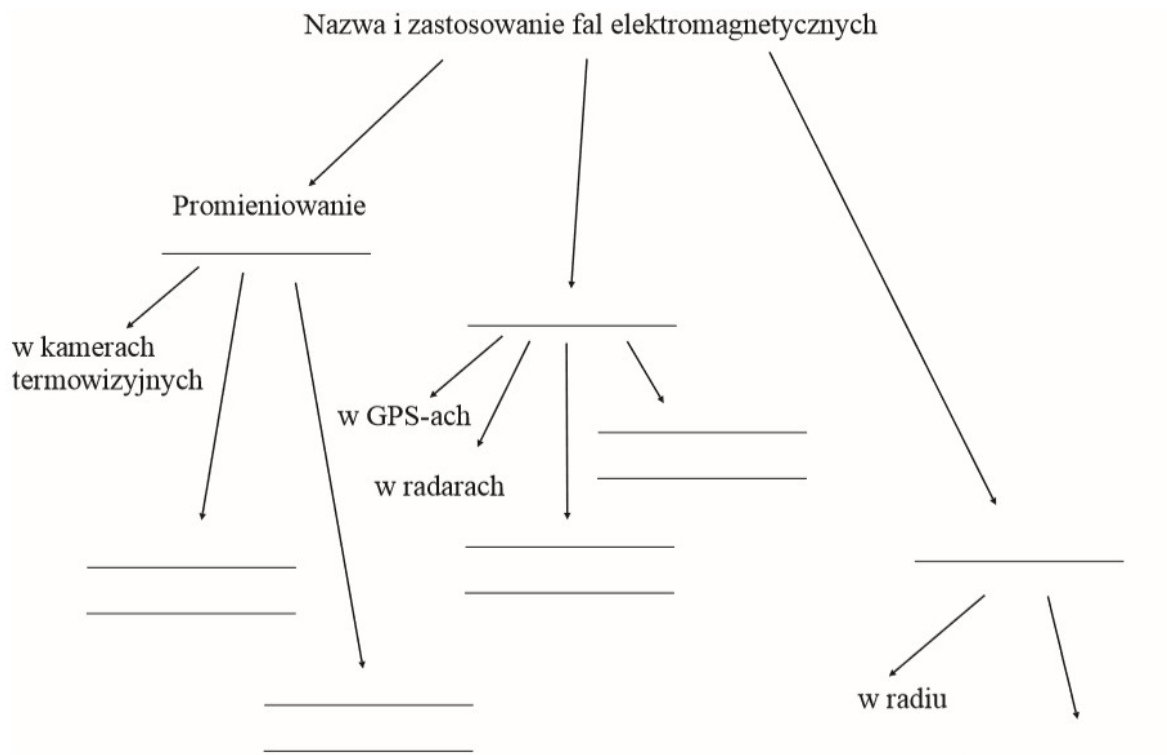 Nazwa i zastosowanie fal elektromagnetycznych
Promieniowanie
w kamerach
termowizyjnych
w GPS-ach
w radarach
w radiu